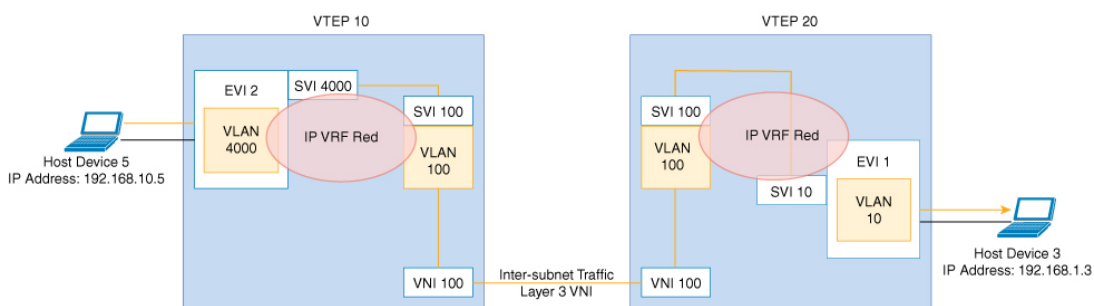 VTEP 10
VTEP 20
EVI 2
SVI 4000
VLAN
4000
IP VRF Red
SVI 100
VLAN
100
VNI 100
Host Device 5
IP Address: 192.168.10.5
Inter-subnet Traffic
Layer 3 VNI
SVI 100
VLAN
100
IP VRF Red
SVI 10
EVI 1
VLAN
10
VNI 100
Host Device 3
IP Address: 192.168.1.3